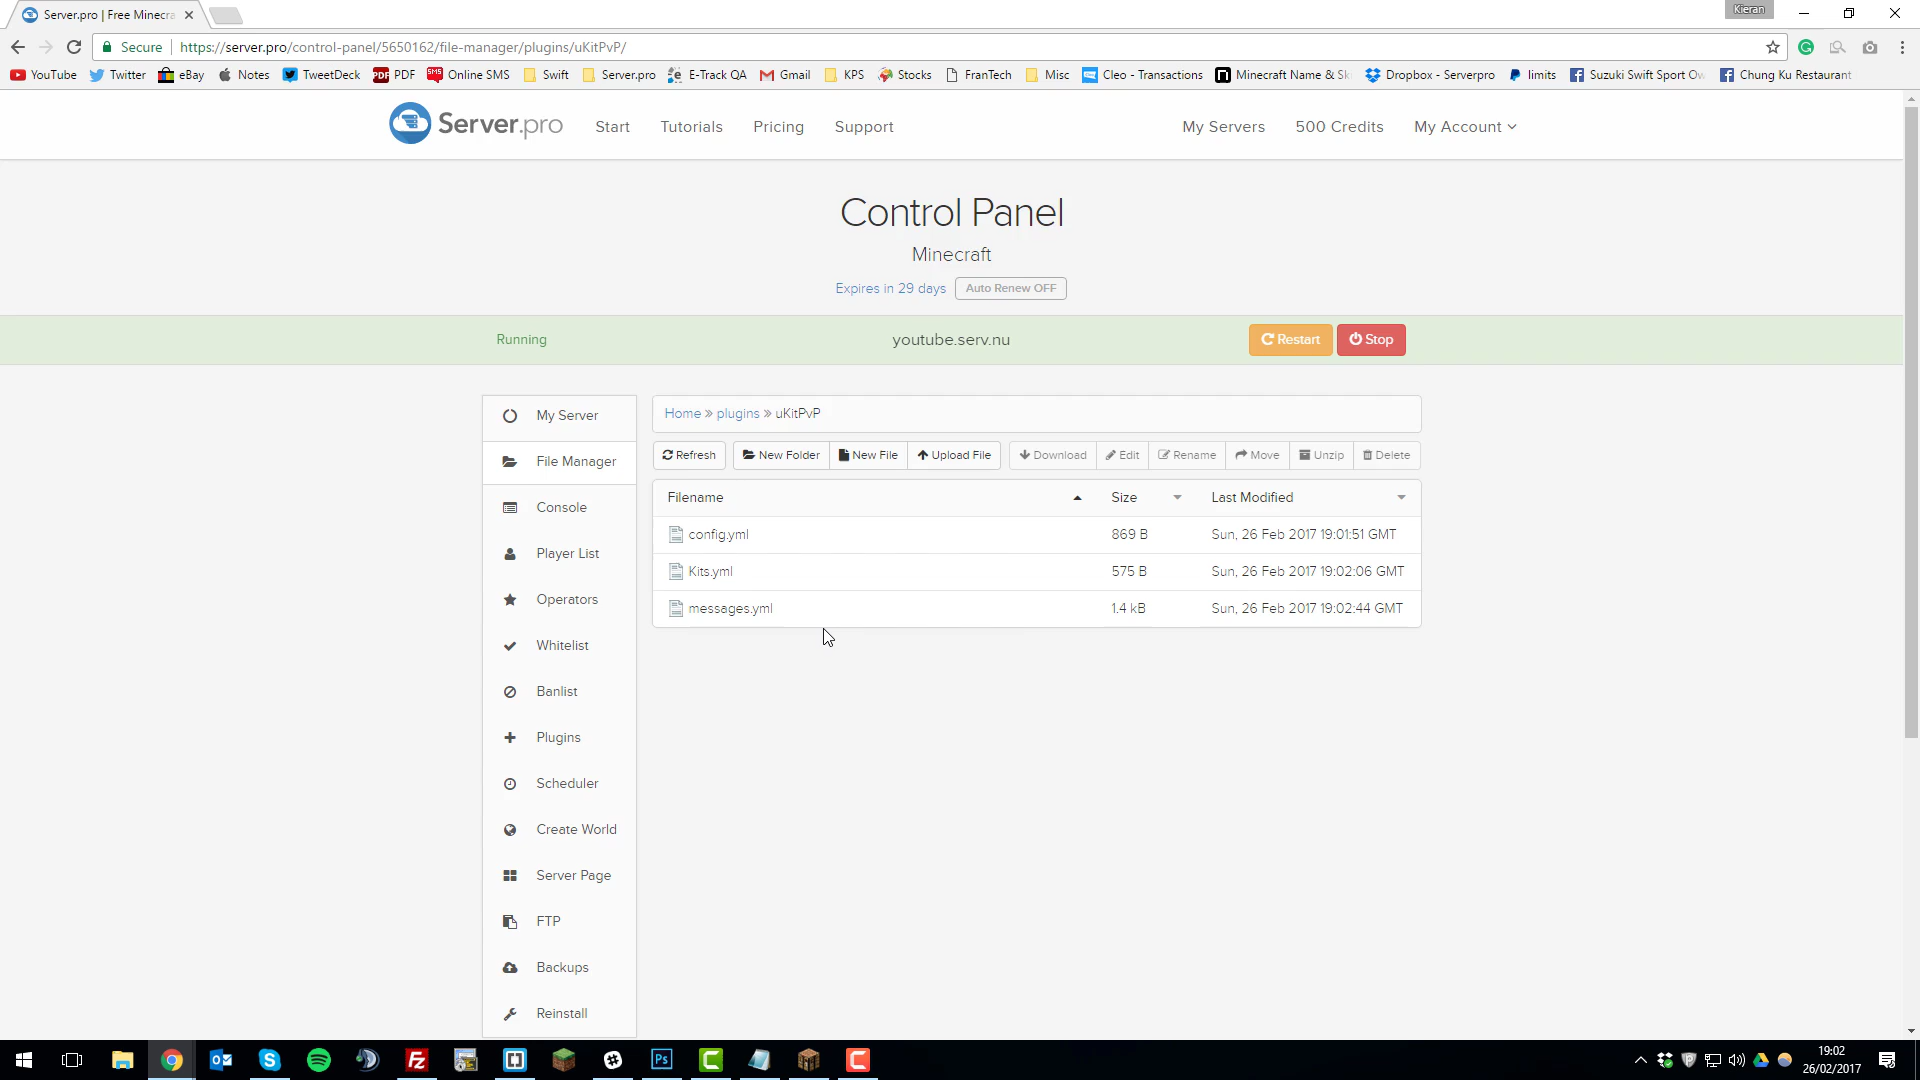 Server.pro | Free Minecra
Kieran
Secure
https://server.pro/control-panel/5650162/file-manager/plugins/uKitPvP/
YouTube
Twitter
eBay
Notes
TweetDeck
PDF PDF
SMS Online SMS
Swift
Server.pro
E-Track QA
Gmail
KPS
Stocks
FranTech
Misc
Cleo - Transactions
Minecraft Name & Sk
Dropbox - Serverpro
limits
Suzuki Swift Sport Ow
Chung Ku Restaurant
Server.pro
Start
Tutorials
Pricing
Support
My Servers
500 Credits
My Account
Control Panel
Minecraft
Expires in 29 days
Auto Renew OFF
Running
youtube.serv.nu
Restart
Stop
My Server
File Manager
Console
Player List
Operators
Whitelist
Banlist
Plugins
Scheduler
Create World
Server Page
FTP
Backups
Reinstall
Home » plugins » uKitPvP
Refresh
New Folder
New File
Upload File
Download
Edit
Rename
Move
Unzip
Delete
Filename Size Last Modified
config.yml 869 B Sun, 26 Feb 2017 19:01:51 GMT
Kits.yml 575 B Sun, 26 Feb 2017 19:02:06 GMT
messages.yml 1.4 kB Sun, 26 Feb 2017 19:02:44 GMT
19:02
26/02/2017